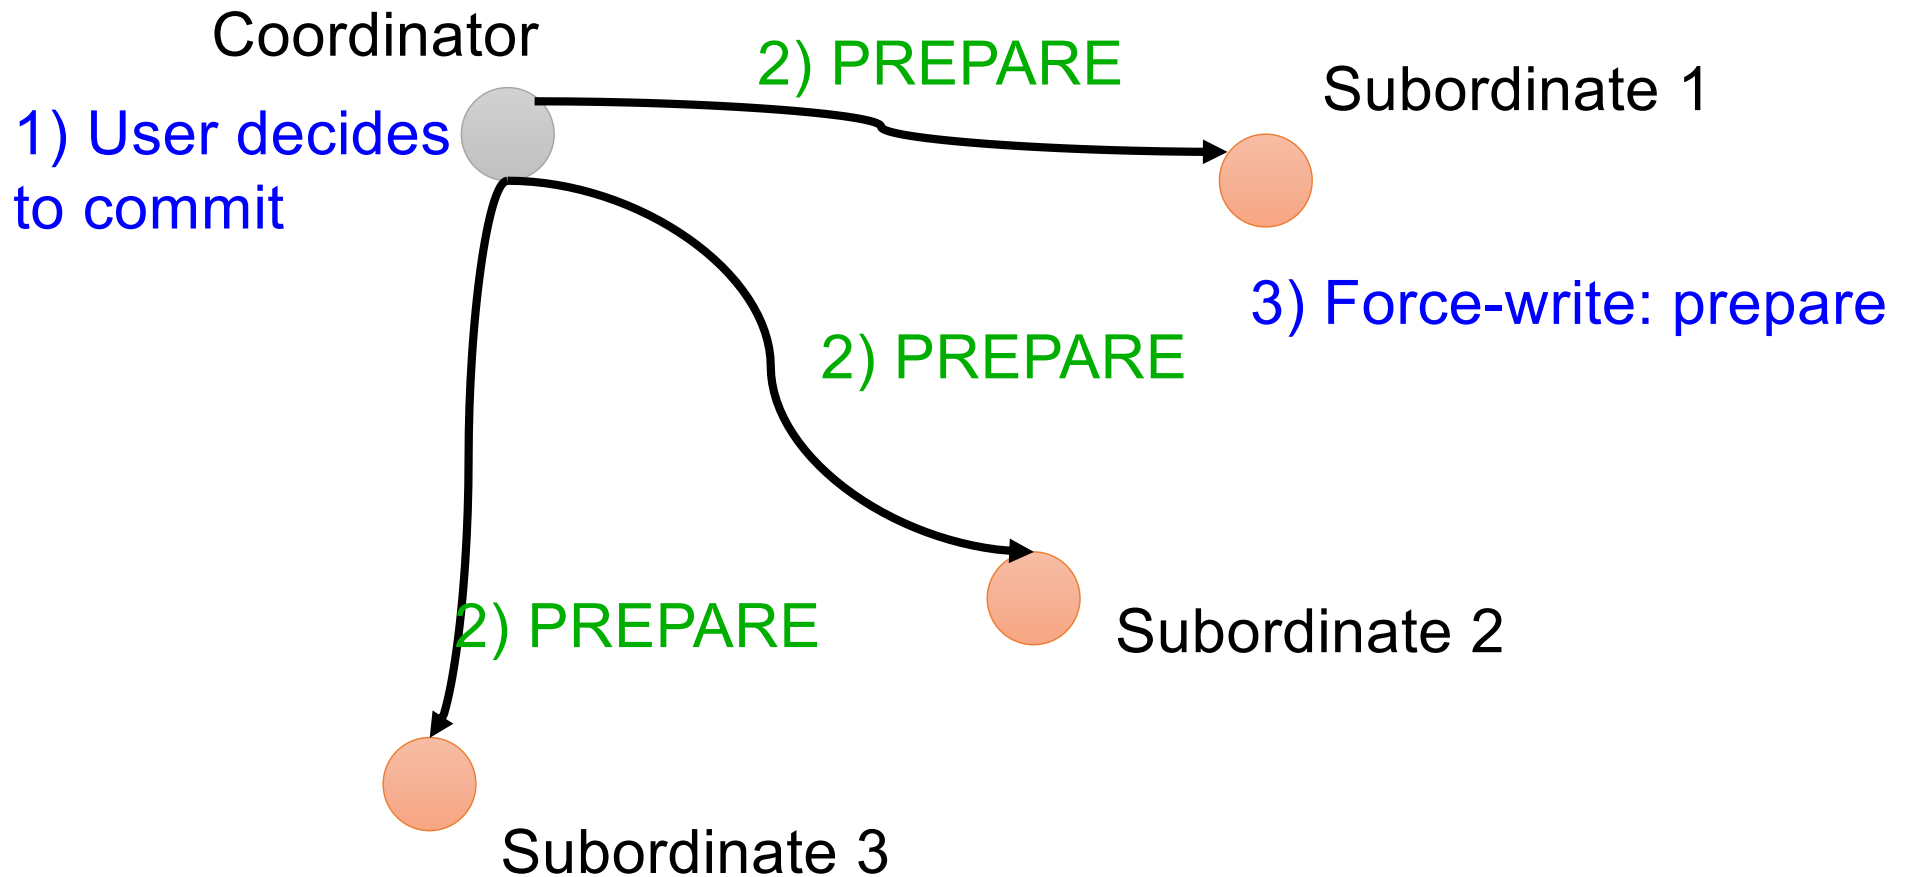 Coordinator
2) PREPARE
Subordinate 1
1) User decides
to commit
3) Force-write: prepare
2) PREPARE
2) PREPARE
Subordinate 2
Subordinate 3